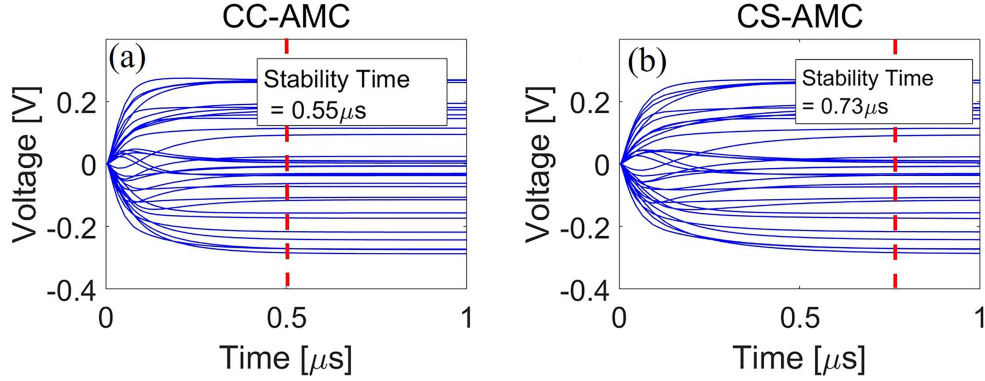 CC-AMC
(a)
Stability Time
= 0.55μs
Voltage [V]
0.2
0
-0.2
-0.4
0
0.5
1
Time [μs]
CS-AMC
(b)
Stability Time
= 0.73μs
Voltage [V]
0.2
0
-0.2
-0.4
0
0.5
1
Time [μs]